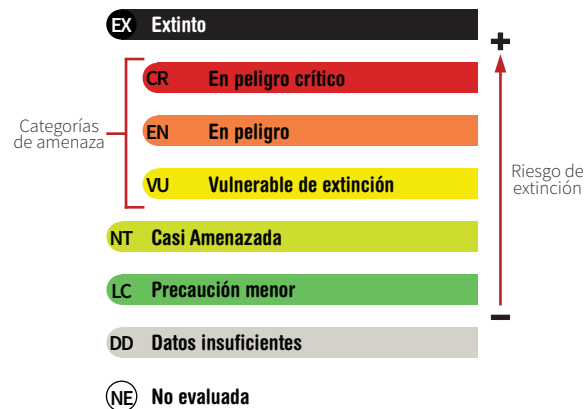 EX Extinto
CR En peligro crítico
EN En peligro
VU Vulnerable de extinción
NT Casi Amenazada
LC Precaución menor
DD Datos insuficientes
NE No evaluada
Categorías
de amenaza
+
Riesgo de
extinción
-